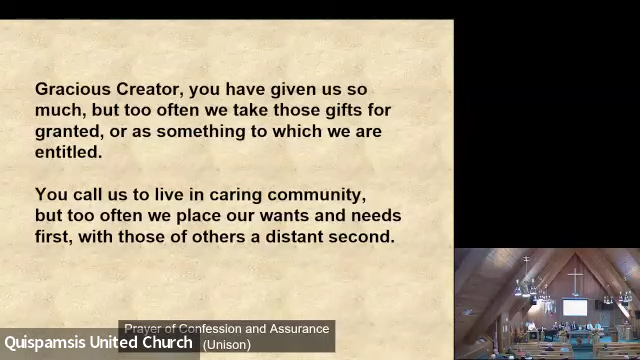 Gracious Creator, you have given us so
much, but too often we take those gifts for
granted, or as something to which we are
entitled.
You call us to live in caring community,
but too often we place our wants and needs
first, with those of others a distant second.
Prayer of Confession and Assurance
(Unison)
Quispamsis United Church